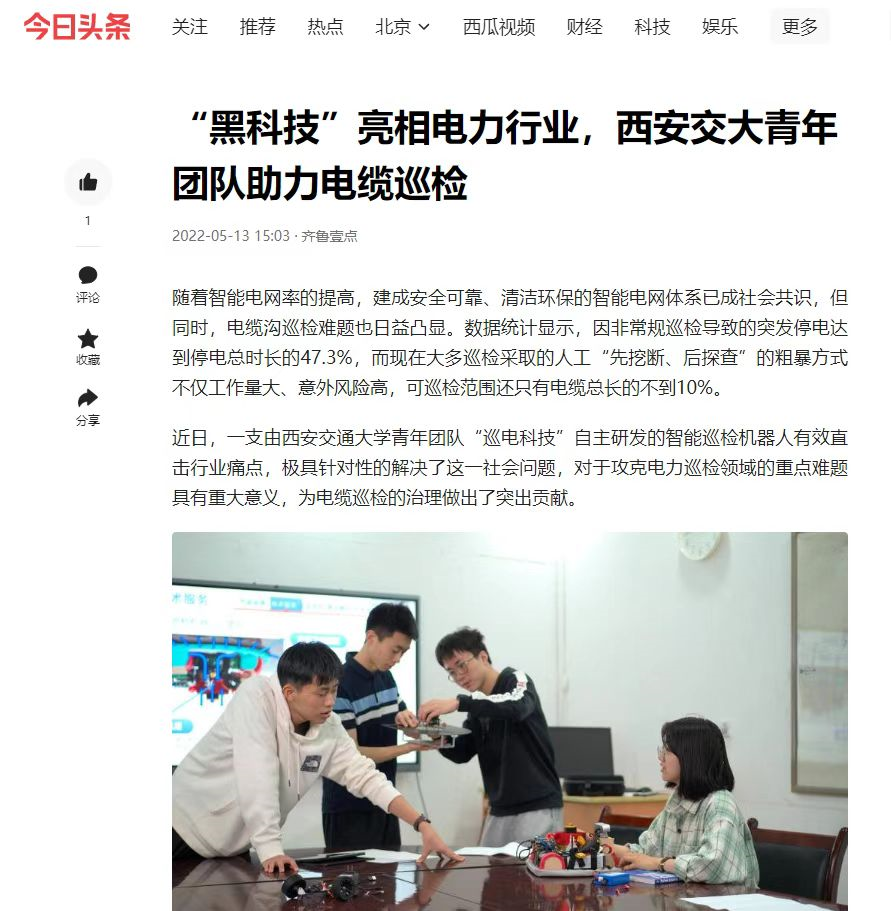 今日头条 关注 推荐 热点 北京 西瓜视频 财经 科技 娱乐 更多
“黑科技”亮相电力行业，西安交大青年
团队助力电缆巡检
1
2022-05-13 15:03 · 齐鲁壹点
评论
收藏
分享
随着智能电网率的提高，建成安全可靠、清洁环保的智能电网体系已成社会共识，但
同时，电缆沟巡检难题也日益凸显。数据统计显示，因非常规巡检导致的突发停电达
到停电总时长的47.3%，而现在大多巡检采取的人工“先挖断、后探查”的粗暴方式
不仅工作量大、意外风险高，可巡检范围还只有电缆总长的不到10%。
近日，一支由西安交通大学青年团队“巡电科技”自主研发的智能巡检机器人有效直
击行业痛点，极具针对性的解决了这一社会问题，对于攻克电力巡检领域的重点难题
具有重大意义，为电缆巡检的治理做出了突出贡献。
术服务